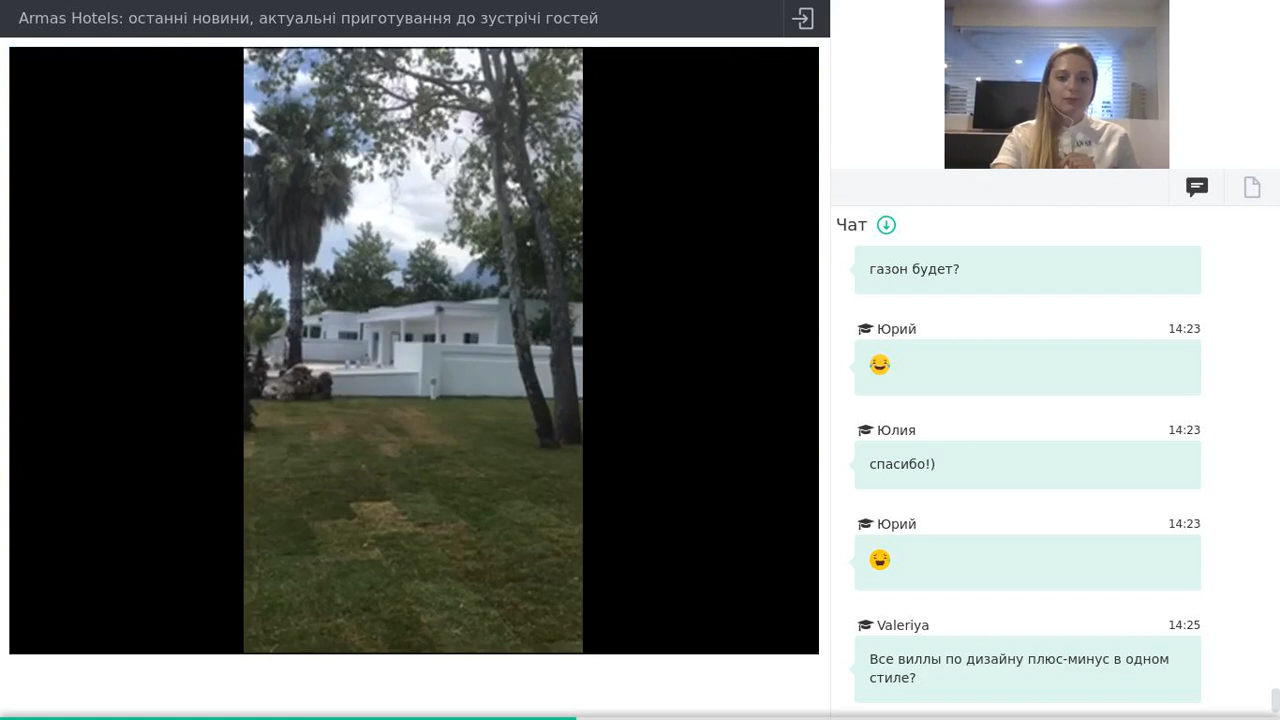 Armas Hotels: останні новини, актуальні приготування до зустрічі гостей
Чат
газон будет?
Юрий 14:23
Юлия 14:23
спасибо!)
Юрий 14:23
Valeriya 14:25
Все виллы по дизайну плюс-минус в одном
стиле?